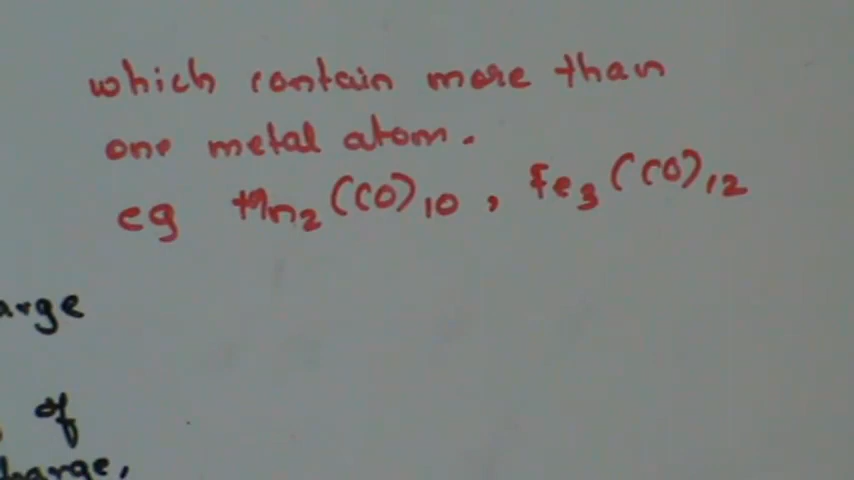 which contain more than
one metal atom.
eg Mn₂(CO)₁₀, Fe₃(CO)₁₂
arge
of
harge,